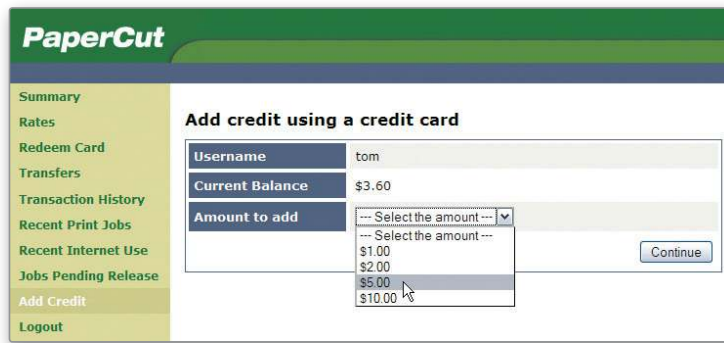 PaperCut
Summary
Rates
Redeem Card
Transfers
Transaction History
Recent Print Jobs
Recent Internet Use
Jobs Pending Release
Add Credit
Logout
Add credit using a credit card
Username tom
Current Balance $3.60
Amount to add --- Select the amount ---
--- Select the amount ---
$1.00
$2.00
$5.00
$10.00
Continue